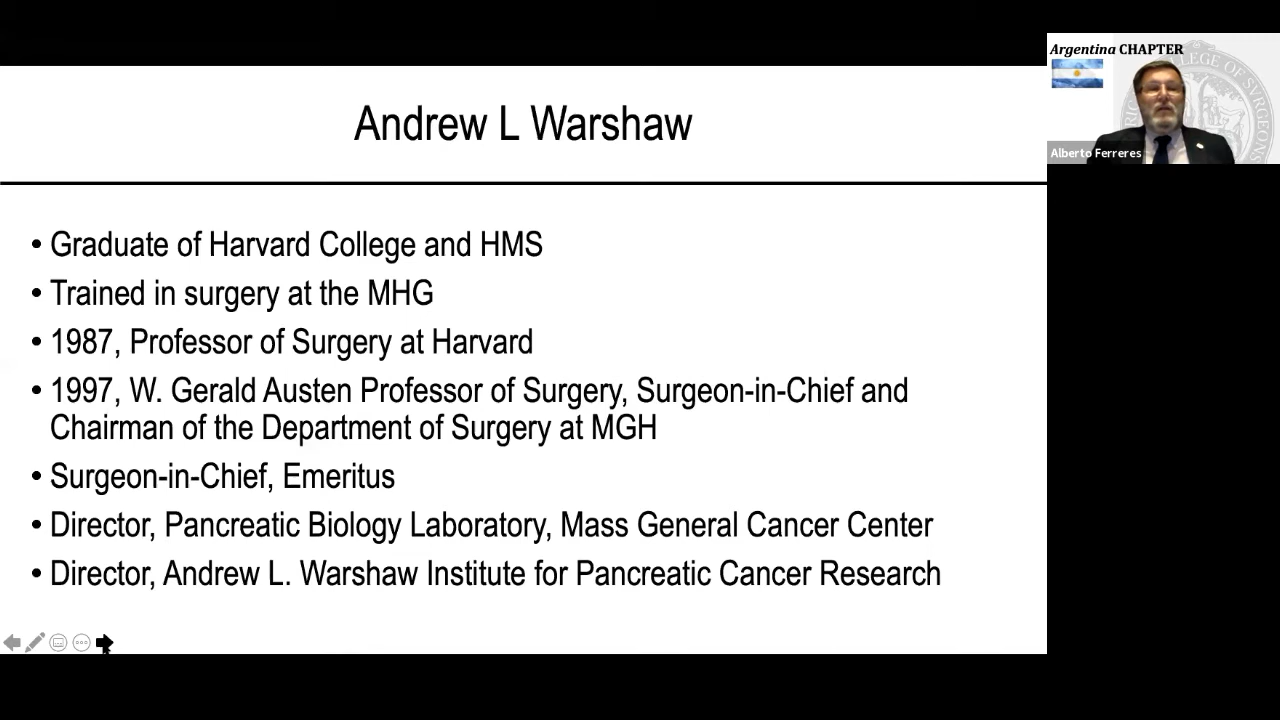 Andrew L Warshaw
• Graduate of Harvard College and HMS
• Trained in surgery at the MHG
• 1987, Professor of Surgery at Harvard
• 1997, W. Gerald Austen Professor of Surgery, Surgeon-in-Chief and
Chairman of the Department of Surgery at MGH
• Surgeon-in-Chief, Emeritus
• Director, Pancreatic Biology Laboratory, Mass General Cancer Center
• Director, Andrew L. Warshaw Institute for Pancreatic Cancer Research
Argentina CHAPTER
OF SURGEONS
Alberto Ferreres